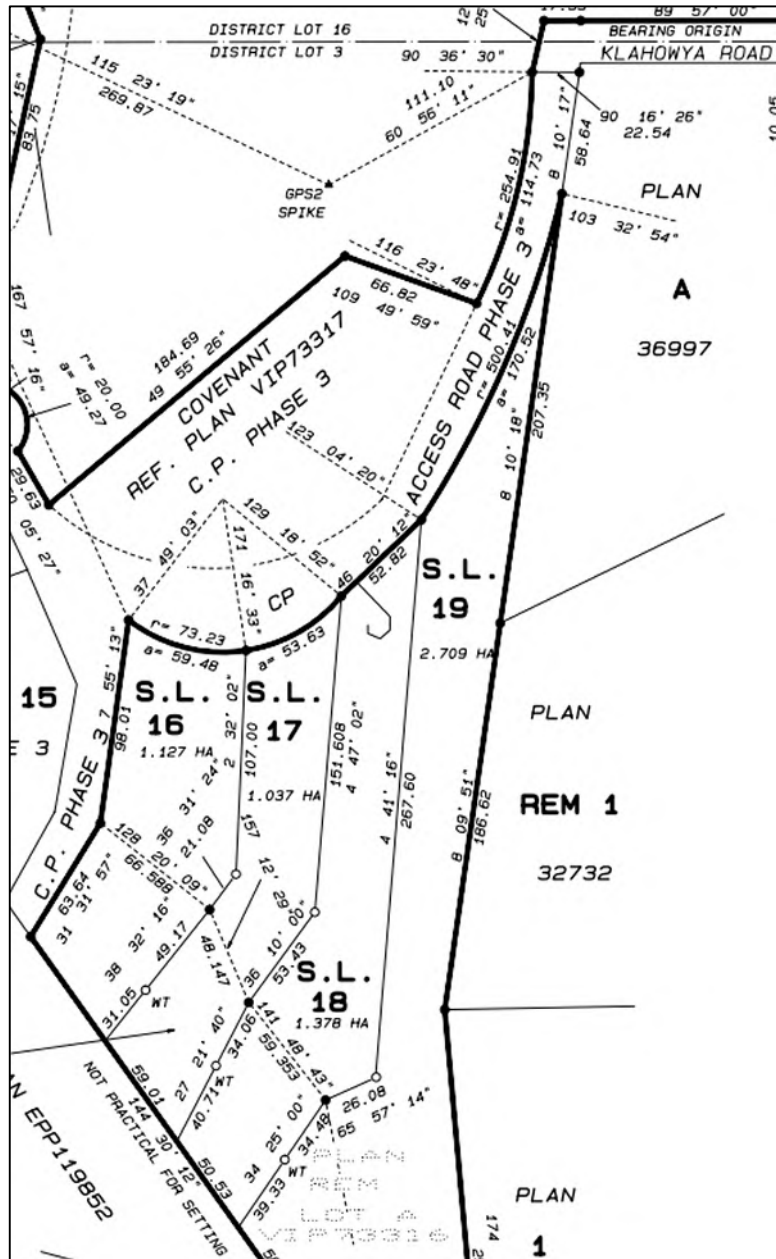 DISTRICT LOT 16
DISTRICT LOT 3
89 57' 00"
BEARING ORIGIN
KLAHOWYA ROAD
90 36' 30"
111.10
60 56' 11"
115 23' 19"
269.87
83.75
GPS2
SPIKE
90 16' 26"
22.54
8 10' 17"
58.64
PLAN
103 32' 54"
A
36997
r= 254.91
a= 114.73
116 23' 48"
66.82
109 49' 59"
184.69
49 55' 26"
COVENANT
REF. PLAN VIP73317
C.P. PHASE 3
ACCESS ROAD PHASE 3
r= 500.41
a= 170.52
8 10' 18"
207.35
167 57' 16"
r= 20.00
a= 49.27
29.63
05' 27"
123 04' 20"
129 18' 52"
171 16' 33"
37 49' 03"
46 20' 12"
52.82
CP
r= 73.23
a= 59.48
a= 53.63
S.L.
19
2.709 HA
15
E 3
7 55' 13"
98.01
C.P. PHASE 3
S.L.
16
1.127 HA
2 32' 02"
107.00
S.L.
17
1.037 HA
151.608
4 47' 02"
4 41' 16"
267.60
PLAN
REM 1
32732
8 09' 51"
186.62
63.64
31 31' 57"
128 20' 09"
66.588
36 31' 24"
21.08
157 12' 29"
48.147
38 32' 16"
49.17
31.05
WT
36 10' 00"
53.43
S.L.
18
1.378 HA
27 21' 40"
34.06
40.71
WT
141 48' 43"
59.353
26.08
65 57' 14"
34 25' 00"
34.48
39.33
WT
59.01
144 30' 12"
50.53
NOT PRACTICAL FOR SETTING
EPP119852
PLAN
REM
LOT A
VIP73316
PLAN
1
174